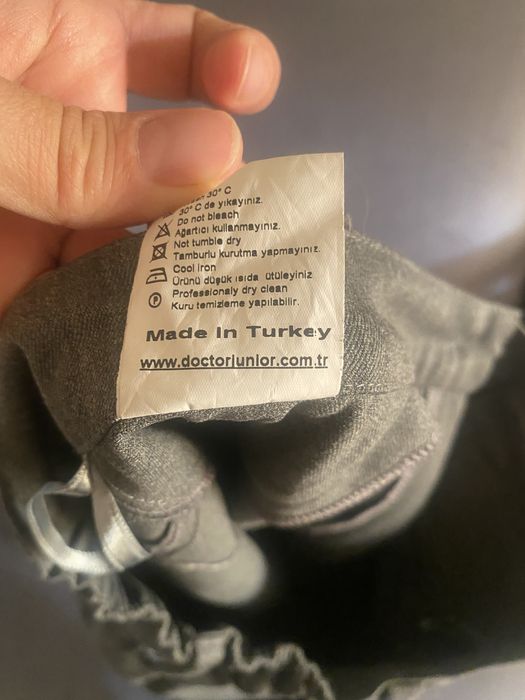 30° C
30° C de yıkayınız.
Do not bleach
Ağartıcı kullanmayınız.
Not tumble dry
Tamburlu kurutma yapmayınız.
Cool iron
Ürünü düşük ısıda ütüleyiniz
Professionaly dry clean
Kuru temizleme yapılabilir.
Made In Turkey
www.doctorjunior.com.tr